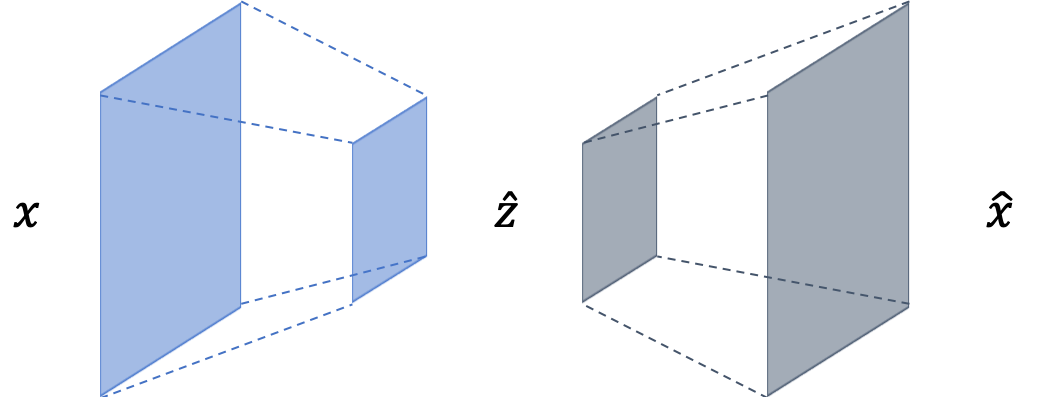 x ẑ x̂